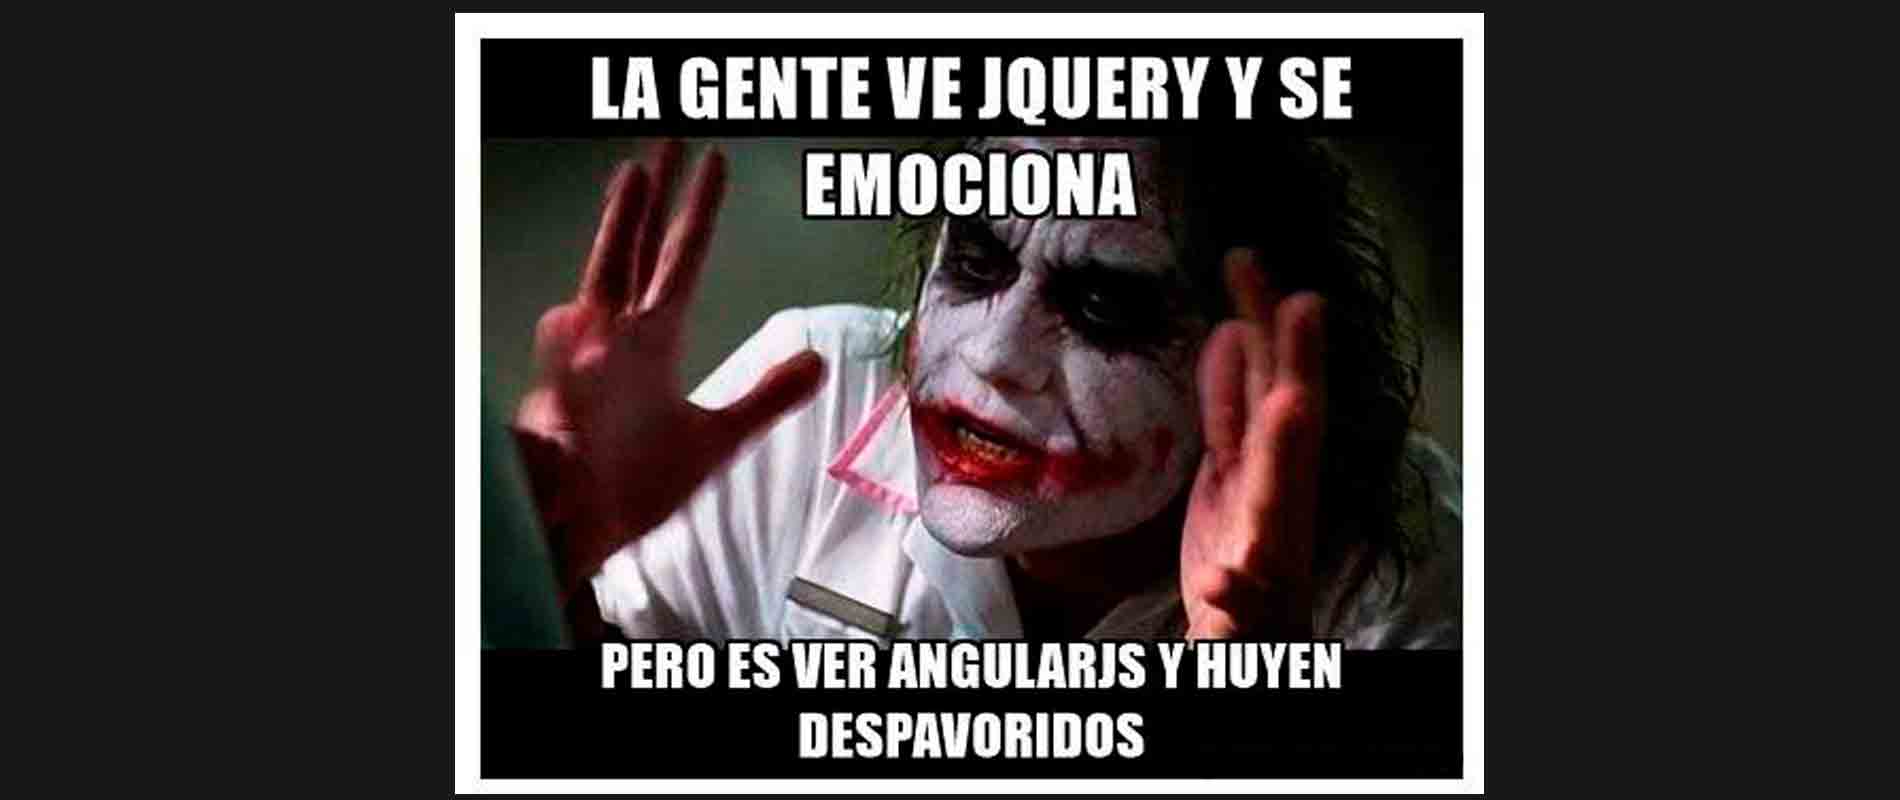 LA GENTE VE JQUERY Y SE
EMOCIONA
PERO ES VER ANGULARJS Y HUYEN
DESPAVORIDOS